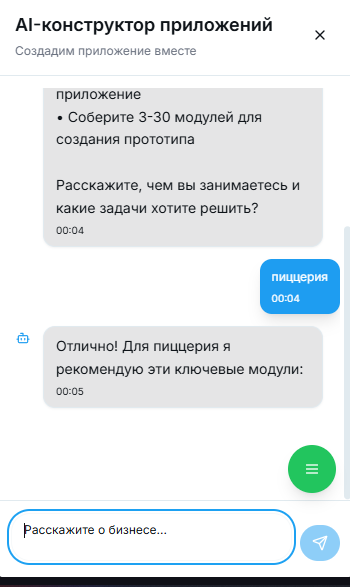 AI-конструктор приложений
Создадим приложение вместе
приложение
• Соберите 3-30 модулей для
создания прототипа
Расскажите, чем вы занимаетесь и
какие задачи хотите решить?
00:04
пиццерия
00:04
Отлично! Для пиццерия я
рекомендую эти ключевые модули:
00:05
Расскажите о бизнесе...